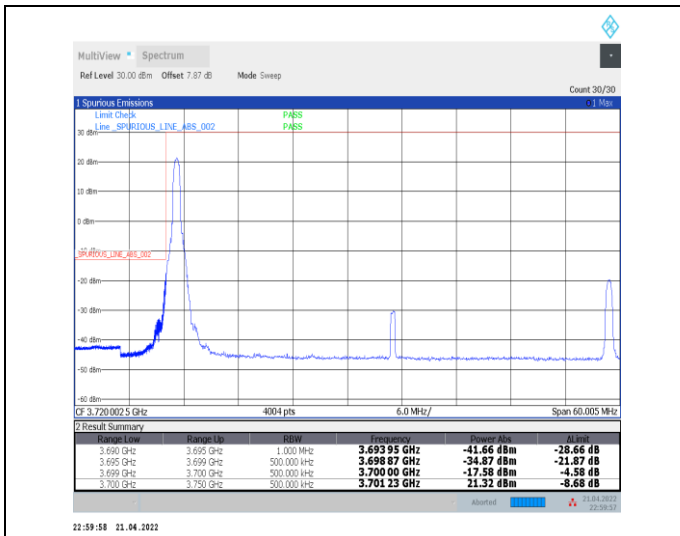 MultiView * Spectrum
Ref Level 30.00 dBm Offset 7.87 dB Mode Sweep
Count 30/30
1 Spurious Emissions 1 Max
Limit Check PASS
Line _SPURIOUS_LINE_ABS_002 PASS
30 dBm
20 dBm
10 dBm
0 dBm
-10 dBm
_SPURIOUS_LINE_ABS_002
-20 dBm
-30 dBm
-40 dBm
-50 dBm
-60 dBm
CF 3.720 002 5 GHz 4004 pts 6.0 MHz/ Span 60.005 MHz
2 Result Summary
Range Low Range Up RBW Frequency Power Abs ΔLimit
3.690 GHz 3.695 GHz 1.000 MHz 3.693 95 GHz -41.66 dBm -28.66 dB
3.695 GHz 3.699 GHz 500.000 kHz 3.698 87 GHz -34.87 dBm -21.87 dB
3.699 GHz 3.700 GHz 500.000 kHz 3.700 00 GHz -17.58 dBm -4.58 dB
3.700 GHz 3.750 GHz 500.000 kHz 3.701 23 GHz 21.32 dBm -8.68 dB
Aborted 21.04.2022
22:59:57
22:59:58 21.04.2022